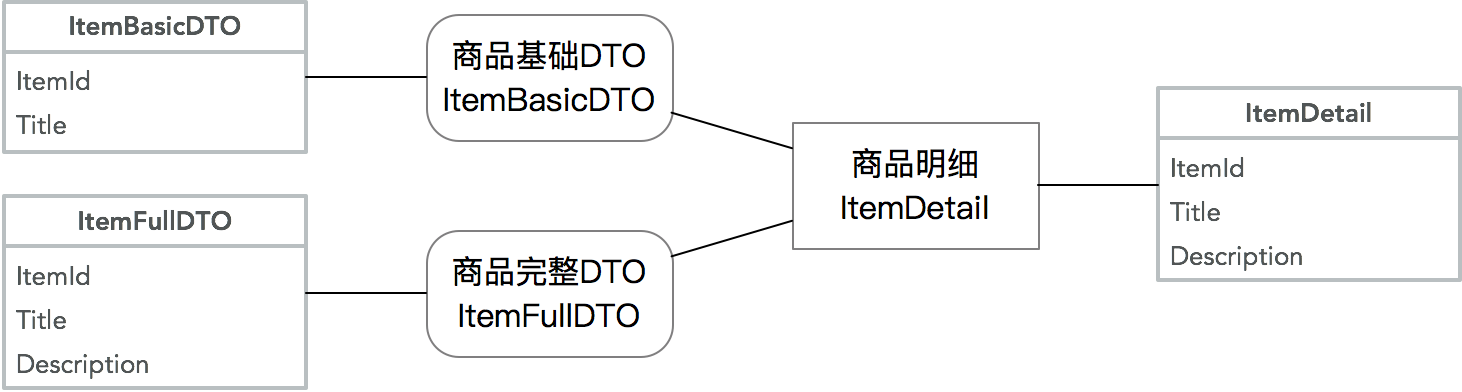 ItemBasicDTO
ItemId
Title
商品基础DTO
ItemBasicDTO
ItemFullDTO
ItemId
Title
Description
商品完整DTO
ItemFullDTO
商品明细
ItemDetail
ItemDetail
ItemId
Title
Description